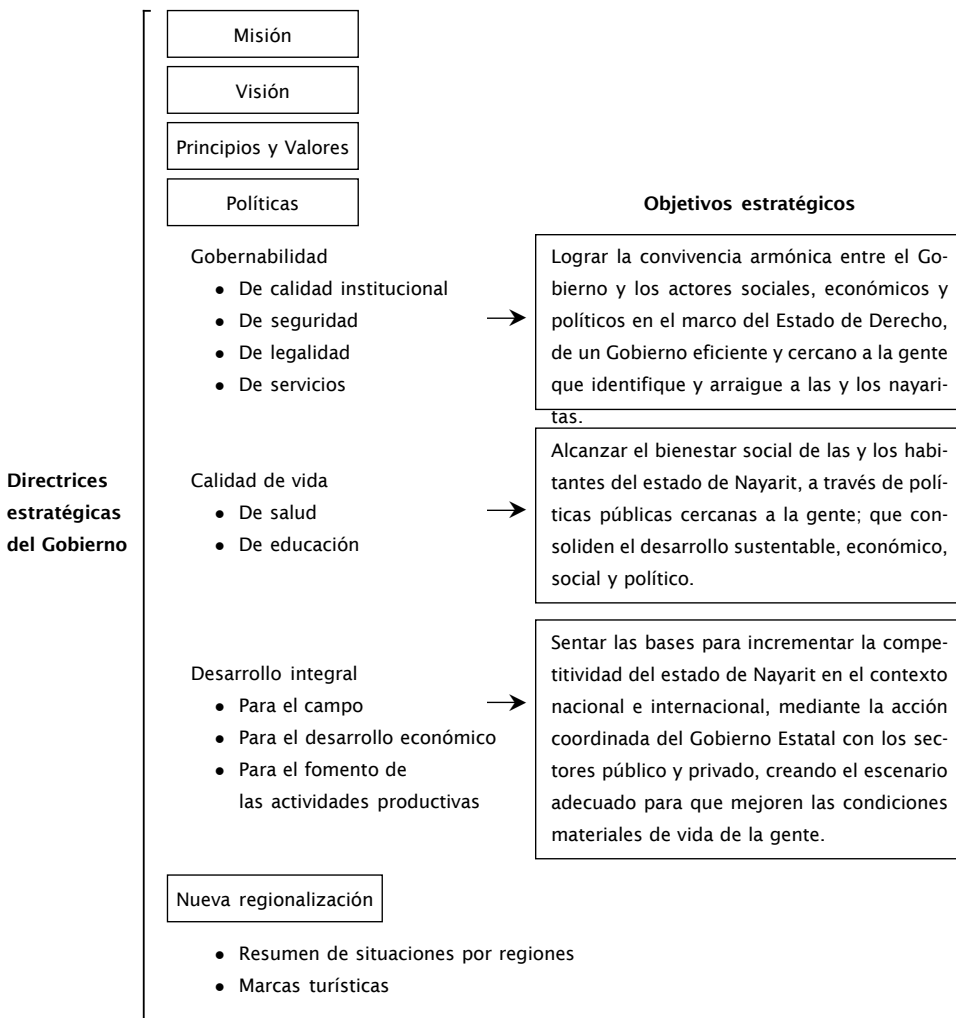 Misión
Visión
Principios y Valores
Políticas
Objetivos estratégicos
Gobernabilidad
● De calidad institucional
● De seguridad
● De legalidad
● De servicios
Lograr la convivencia armónica entre el Go-
bierno y los actores sociales, económicos y
políticos en el marco del Estado de Derecho,
de un Gobierno eficiente y cercano a la gente
que identifique y arraigue a las y los nayari-
tas.
Directrices
estratégicas
del Gobierno
Calidad de vida
● De salud
● De educación
Alcanzar el bienestar social de las y los habi-
tantes del estado de Nayarit, a través de polí-
ticas públicas cercanas a la gente; que con-
soliden el desarrollo sustentable, económico,
social y político.
Desarrollo integral
● Para el campo
● Para el desarrollo económico
● Para el fomento de
las actividades productivas
Sentar las bases para incrementar la compe-
titividad del estado de Nayarit en el contexto
nacional e internacional, mediante la acción
coordinada del Gobierno Estatal con los sec-
tores público y privado, creando el escenario
adecuado para que mejoren las condiciones
materiales de vida de la gente.
Nueva regionalización
● Resumen de situaciones por regiones
● Marcas turísticas